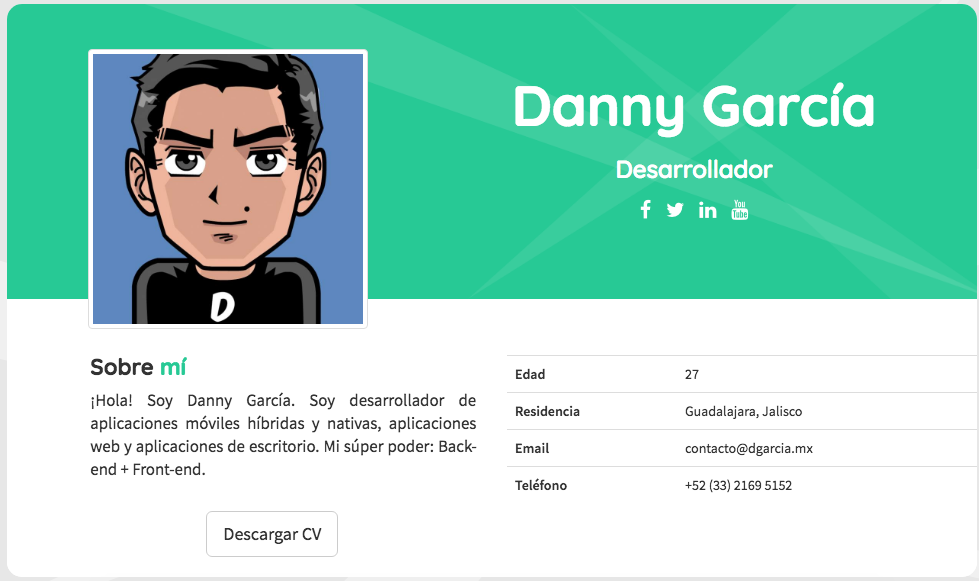 Danny García
Desarrollador
You
Tube
D
Sobre mí
¡Hola! Soy Danny García. Soy desarrollador de
aplicaciones móviles híbridas y nativas, aplicaciones
web y aplicaciones de escritorio. Mi súper poder: Back-
end + Front-end.
Descargar CV
Edad 27
Residencia Guadalajara, Jalisco
Email contacto@dgarcia.mx
Teléfono +52 (33) 2169 5152